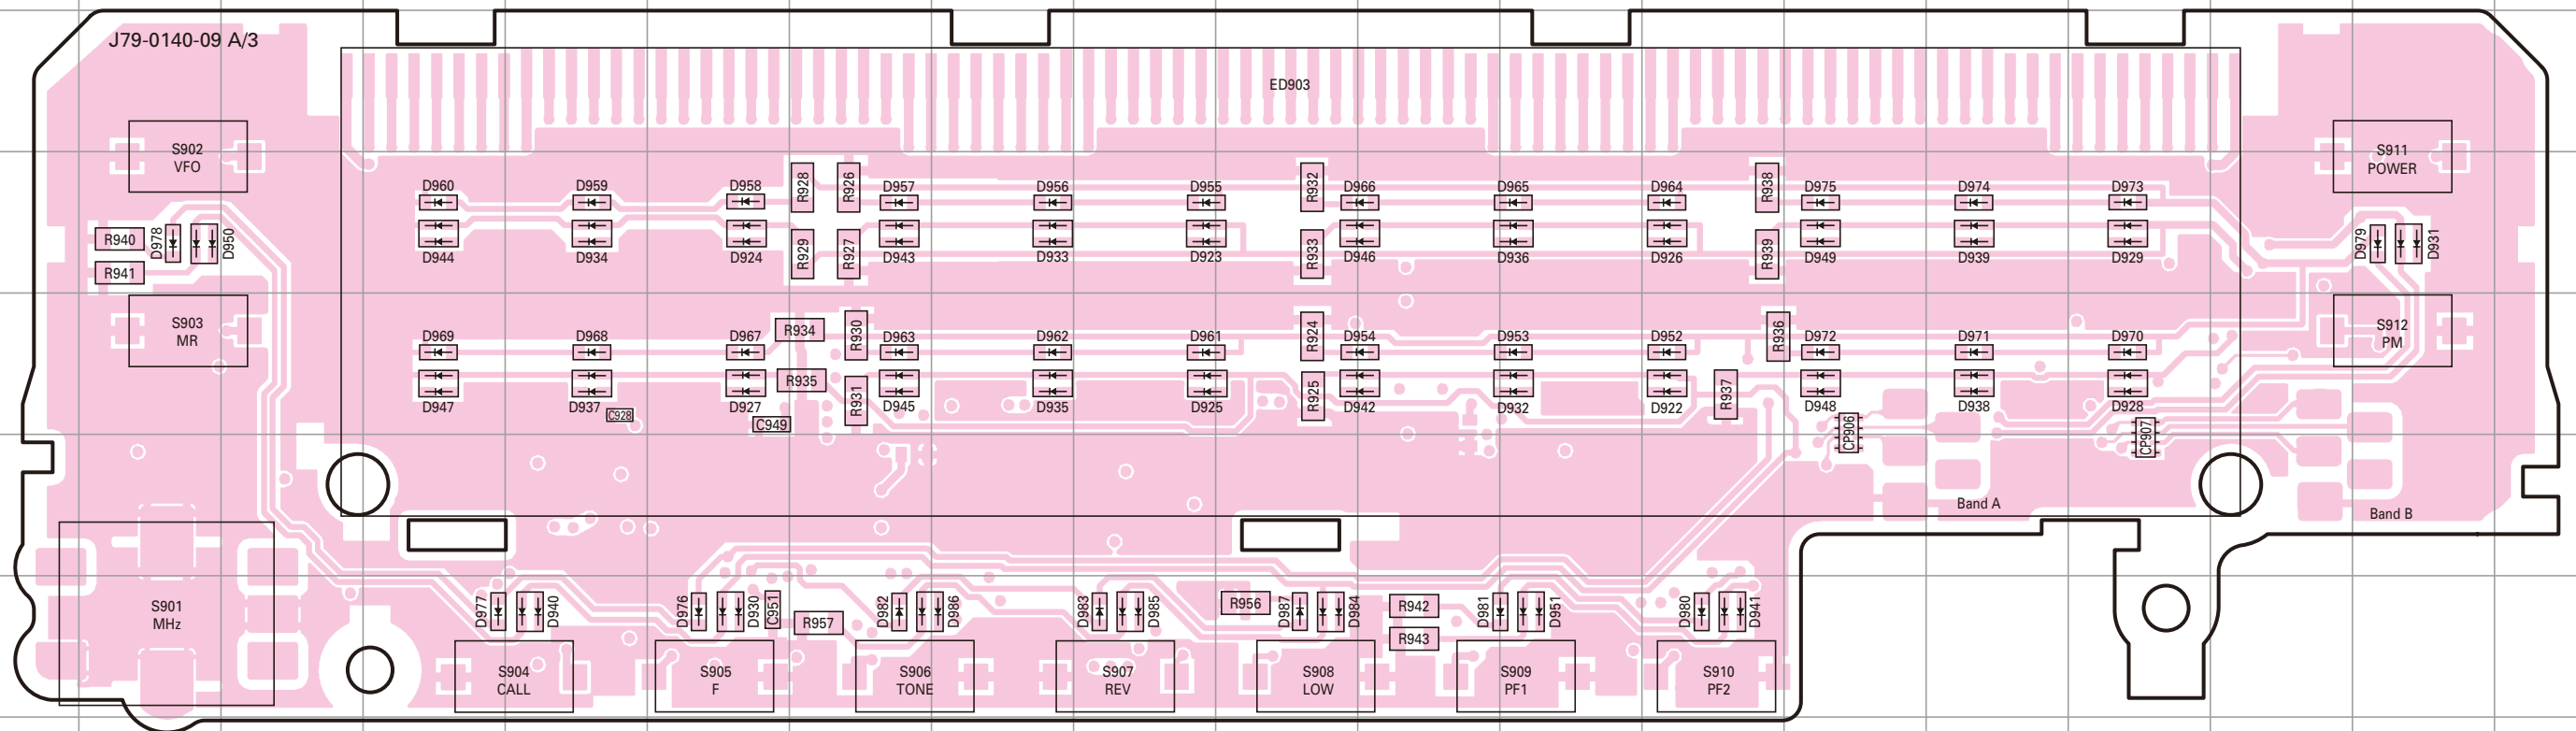 J79-0140-09 A/3
ED903
S902
VFO
S911
POWER
D960 D959 D958 R928 R926 D957 D956 D955 R932 D966 D965 D964 R938 D975 D974 D973
R940 D978 D950
R941
D944 D934 D924 R929 R927 D943 D933 D923 R933 D946 D936 D926 R939 D949 D939 D929
D979 D931
S903
MR
S912
PM
D969 D968 D967 R934 R930 D963 D962 D961 R924 D954 D953 D952 R936 D972 D971 D970
R935
D947 D937 C928 D927 C949 R931 D945 D935 D925 R925 D942 D932 D922 R937 D948 D938 D928
CP906 CP907
Band A
Band B
S901
MHz
D977 D940 D976 D930 C951 R957 D982 D986 D983 D985 R956 D987 D984 R942 D981 D951 D980 D941
R943
S904
CALL
S905
F
S906
TONE
S907
REV
S908
LOW
S909
PF1
S910
PF2